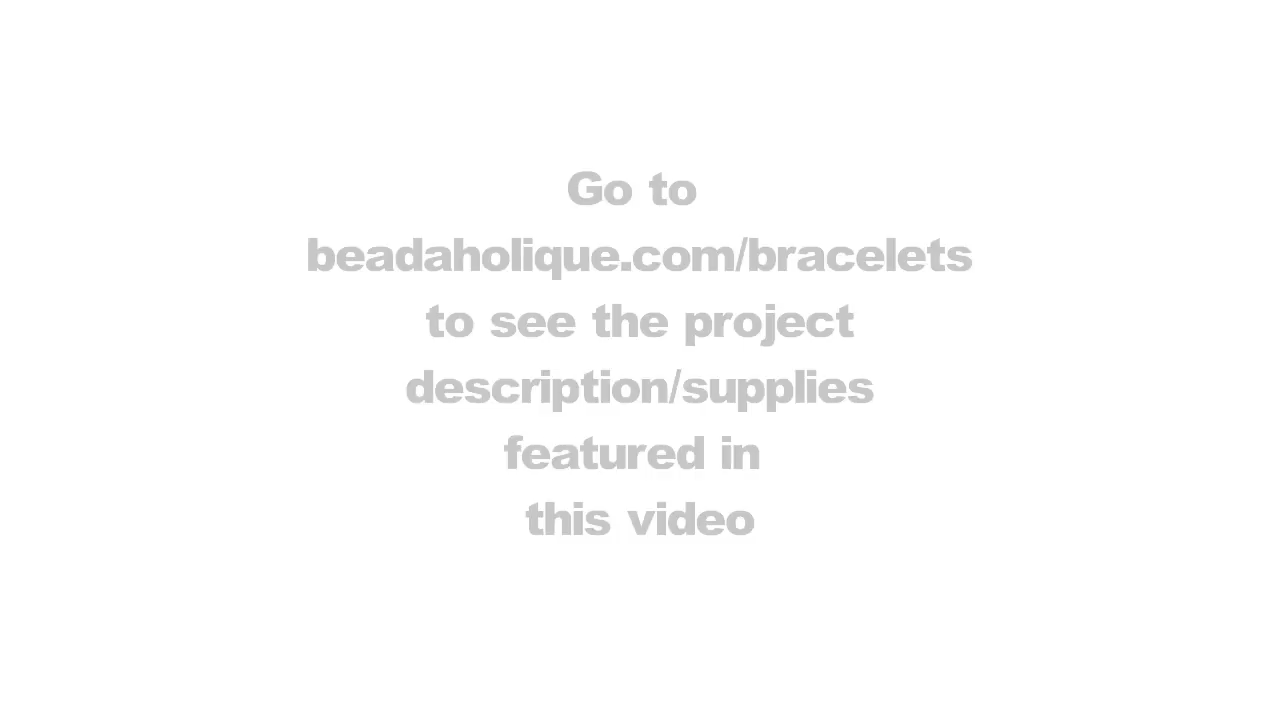 Go to
beadaholique.com/bracelets
to see the project
description/supplies
featured in
this video